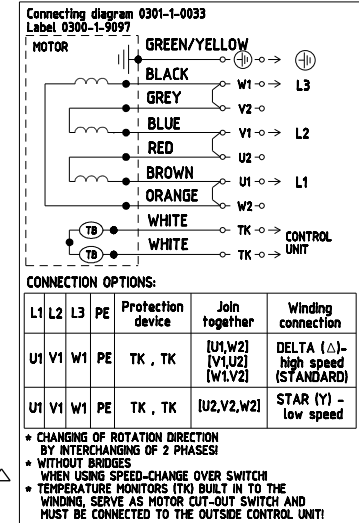 Connecting diagram 0301-1-0033
Label 0300-1-9097
MOTOR
GREEN/YELLOW
BLACK
W1
L3
GREY
V2
BLUE
V1
L2
RED
U2
BROWN
U1
L1
ORANGE
W2
WHITE
TB
TK
CONTROL
UNIT
WHITE
TB
TK
CONNECTION OPTIONS:
L1 L2 L3 PE Protection device Join together Winding connection
U1 V1 W1 PE TK , TK [U1,W2] [V1,U2] [W1.V2] DELTA (△)- high speed (STANDARD)
U1 V1 W1 PE TK , TK [U2,V2,W2] STAR (Y) - low speed
* CHANGING OF ROTATION DIRECTION
BY INTERCHANGING OF 2 PHASES!
* WITHOUT BRIDGES
WHEN USING SPEED-CHANGE OVER SWITCH!
* TEMPERATURE MONITORS (TK) BUILT IN TO THE
WINDING, SERVE AS MOTOR CUT-OUT SWITCH AND
MUST BE CONNECTED TO THE OUTSIDE CONTROL UNIT!